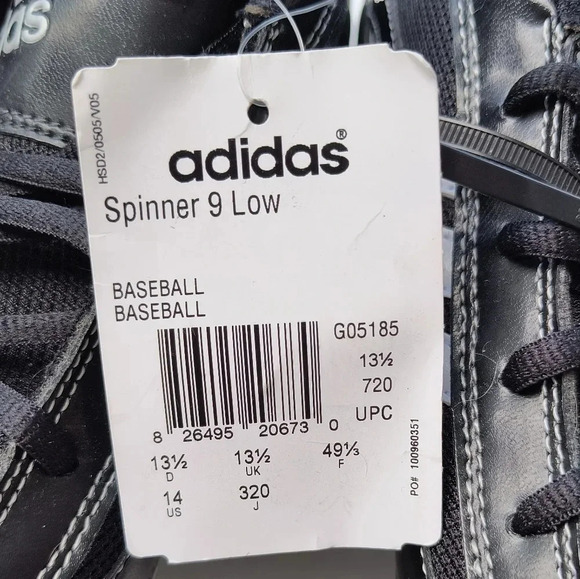 das
HSD2/0505/V05
adidas®
Spinner 9 Low
BASEBALL
BASEBALL
G05185
13½
720
UPC
8 26495 20673 0
13½ 13½ 49⅓
D UK F
14 320
US J
PO# 100960351